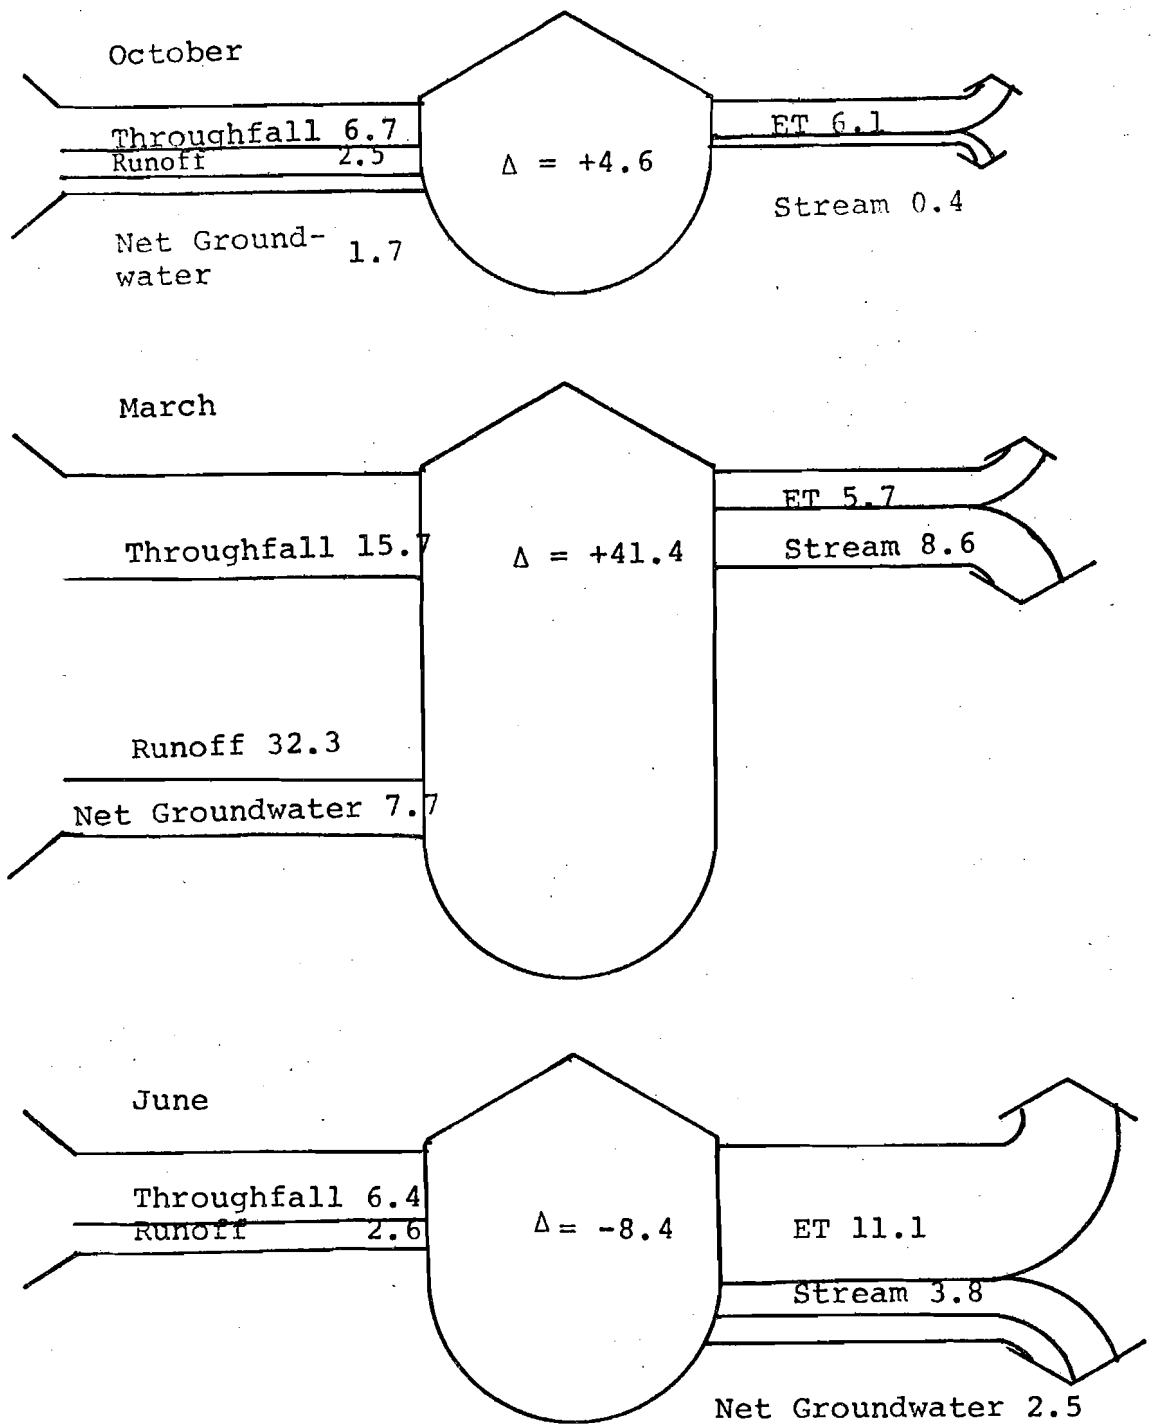 October
Throughfall 6.7
Runoff 2.5
Net Ground-
water 1.7
Δ = +4.6
ET 6.1
Stream 0.4
March
Throughfall 15.7
Runoff 32.3
Net Groundwater 7.7
Δ = +41.4
ET 5.7
Stream 8.6
June
Throughfall 6.4
Runoff 2.6
Δ = -8.4
ET 11.1
Stream 3.8
Net Groundwater 2.5